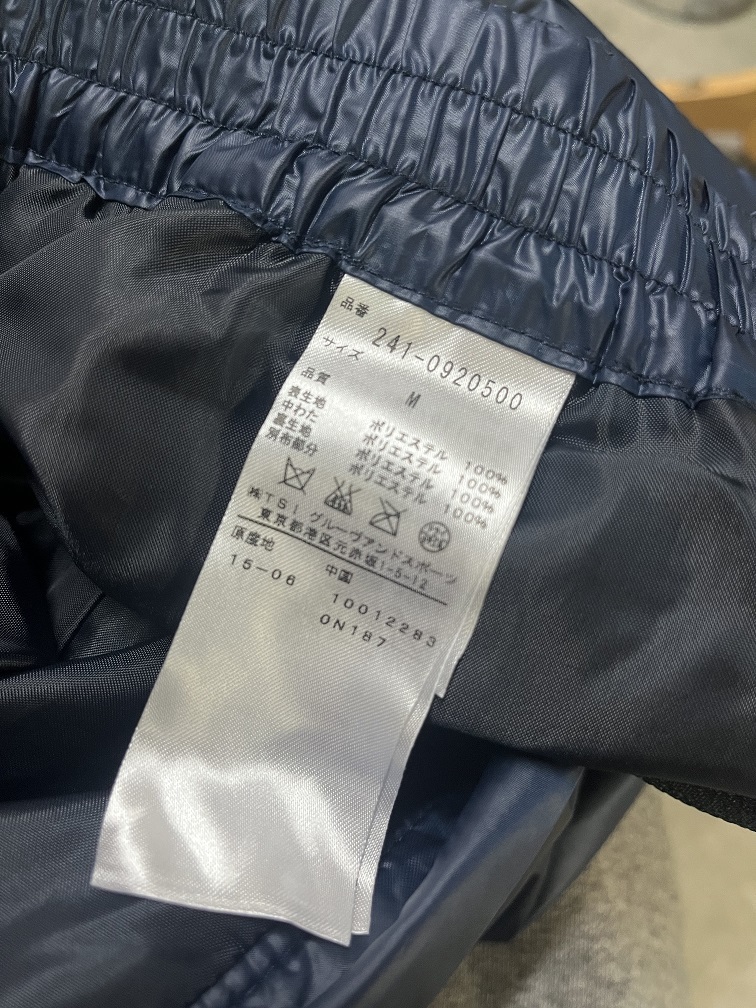 品番 241-0920500
サイズ M
品質
表生地 ポリエステル 100%
中わた ポリエステル 100%
裏生地 ポリエステル 100%
別布部分 ポリエステル 100%
㈱TSI グルーヴアンドスポーツ
東京都港区元赤坂1-5-12
原産地 中国
15-06 10012283
0N187